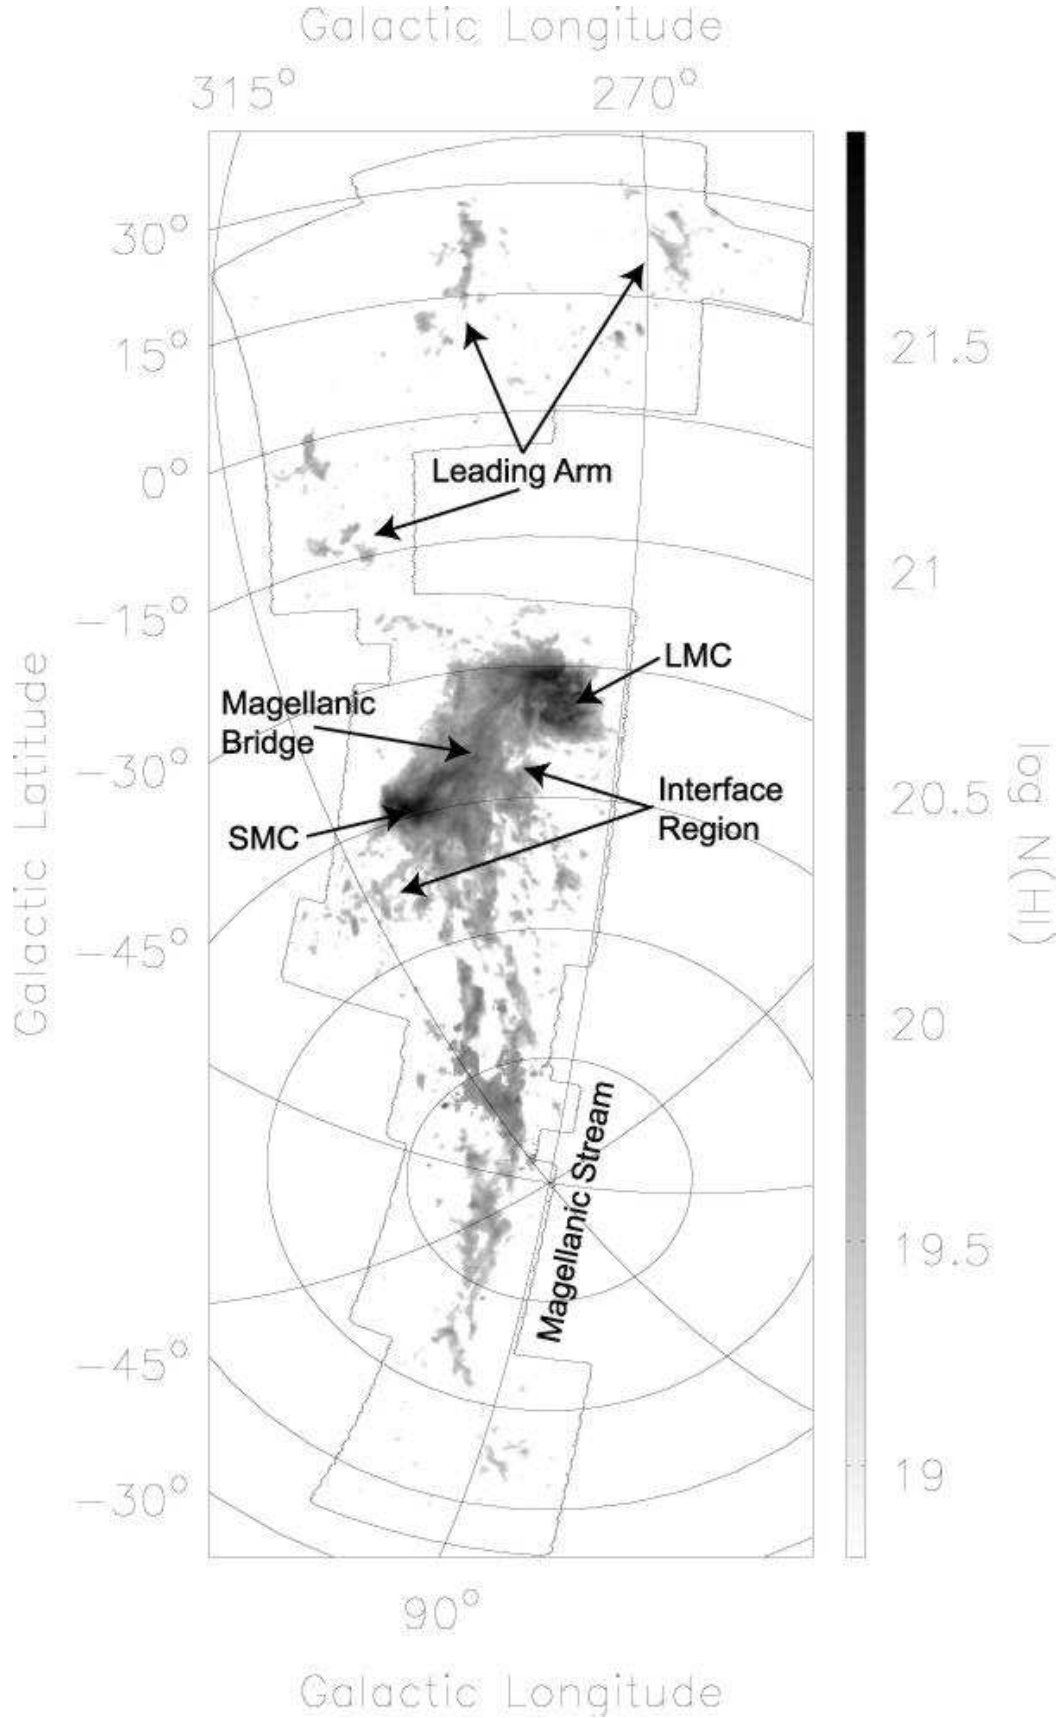 Galactic Longitude
315° 270°
30°
15°
0°
-15°
-30°
-45°
-45°
-30°
Galactic Latitude
Leading Arm
LMC
Magellanic
Bridge
Interface
Region
SMC
Magellanic Stream
21.5
21
20.5
20
19.5
19
log N(HI)
90°
Galactic Longitude